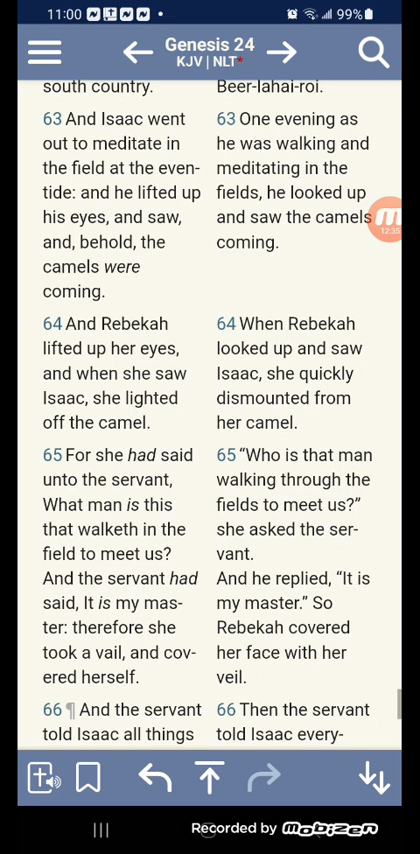 11:00
99%
Genesis 24
KJV | NLT*
south country.
63 And Isaac went
out to meditate in
the field at the even-
tide: and he lifted up
his eyes, and saw,
and, behold, the
camels were
coming.
64 And Rebekah
lifted up her eyes,
and when she saw
Isaac, she lighted
off the camel.
65 For she had said
unto the servant,
What man is this
that walketh in the
field to meet us?
And the servant had
said, It is my mas-
ter: therefore she
took a vail, and cov-
ered herself.
66 ¶ And the servant
told Isaac all things
Beer-lahai-roi.
63 One evening as
he was walking and
meditating in the
fields, he looked up
and saw the camels
coming.
64 When Rebekah
looked up and saw
Isaac, she quickly
dismounted from
her camel.
65 “Who is that man
walking through the
fields to meet us?”
she asked the ser-
vant.
And he replied, “It is
my master.” So
Rebekah covered
her face with her
veil.
66 Then the servant
told Isaac every-
12:35
Recorded by Mobizen